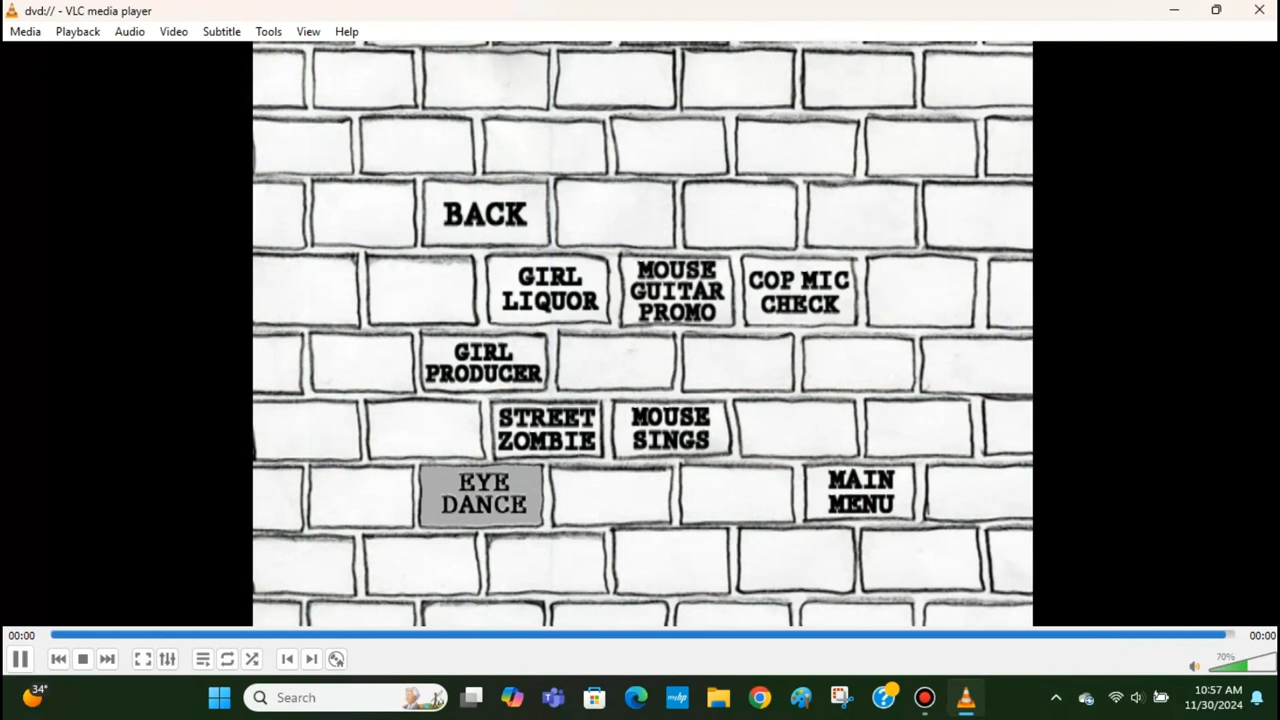 dvd:// - VLC media player
Media Playback Audio Video Subtitle Tools View Help
BACK
GIRL
LIQUOR
MOUSE
GUITAR
PROMO
COP MIC
CHECK
GIRL
PRODUCER
STREET
ZOMBIE
MOUSE
SINGS
EYE
DANCE
MAIN
MENU
00:00
00:00
70%
34°
Search
myhp
10:57 AM
11/30/2024